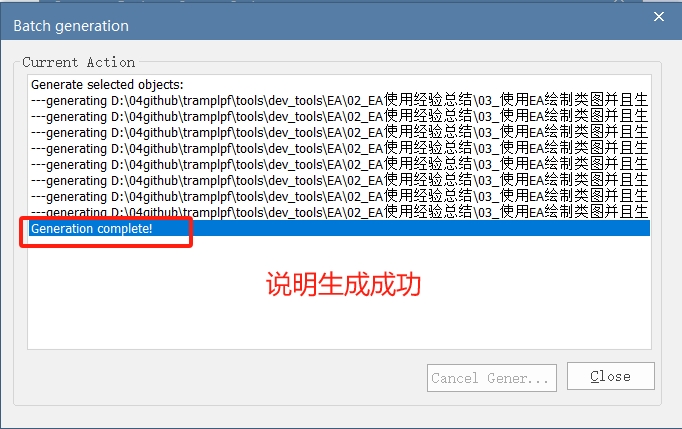 Batch generation
Current Action
Generate selected objects:
---generating D:\04github\tramplpf\tools\dev_tools\EA\02_EA使用经验总结\03_使用EA绘制类图并且生
---generating D:\04github\tramplpf\tools\dev_tools\EA\02_EA使用经验总结\03_使用EA绘制类图并且生
---generating D:\04github\tramplpf\tools\dev_tools\EA\02_EA使用经验总结\03_使用EA绘制类图并且生
---generating D:\04github\tramplpf\tools\dev_tools\EA\02_EA使用经验总结\03_使用EA绘制类图并且生
---generating D:\04github\tramplpf\tools\dev_tools\EA\02_EA使用经验总结\03_使用EA绘制类图并且生
---generating D:\04github\tramplpf\tools\dev_tools\EA\02_EA使用经验总结\03_使用EA绘制类图并且生
---generating D:\04github\tramplpf\tools\dev_tools\EA\02_EA使用经验总结\03_使用EA绘制类图并且生
---generating D:\04github\tramplpf\tools\dev_tools\EA\02_EA使用经验总结\03_使用EA绘制类图并且生
Generation complete!
说明生成成功
Cancel Gener...
Close